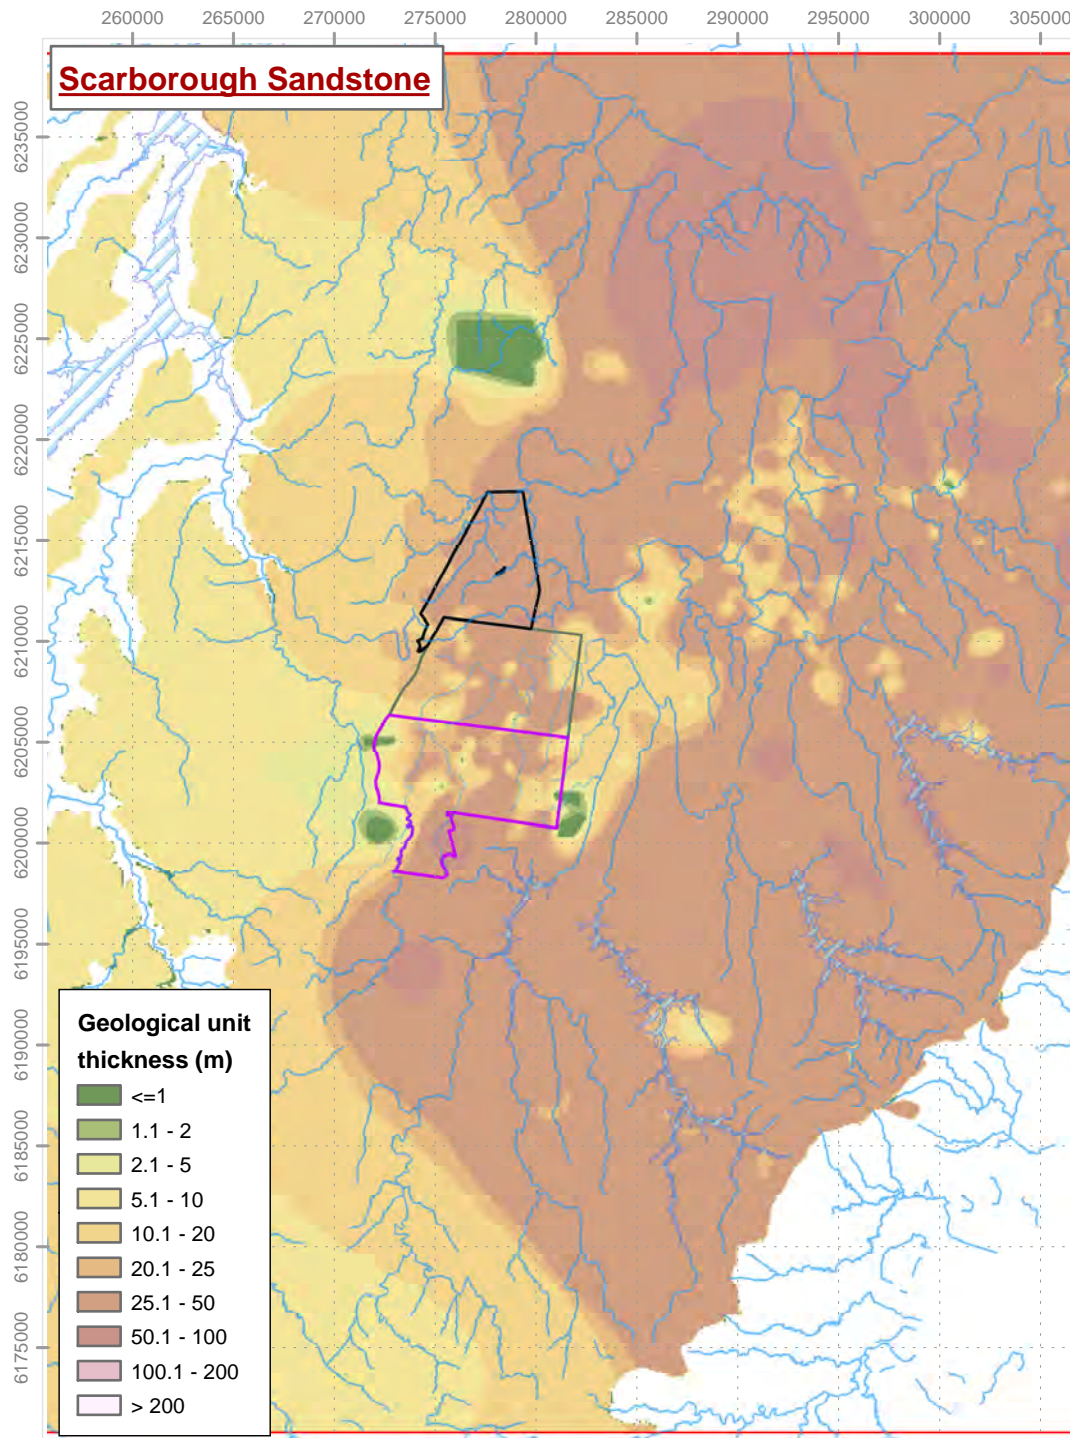 260000 265000 270000 275000 280000 285000 290000 295000 300000 305000
Scarborough Sandstone
6235000
6230000
6225000
6220000
6215000
6210000
6205000
6200000
6195000
6190000
6185000
6180000
6175000
Geological unit
thickness (m)
<=1
1.1 - 2
2.1 - 5
5.1 - 10
10.1 - 20
20.1 - 25
25.1 - 50
50.1 - 100
100.1 - 200
> 200